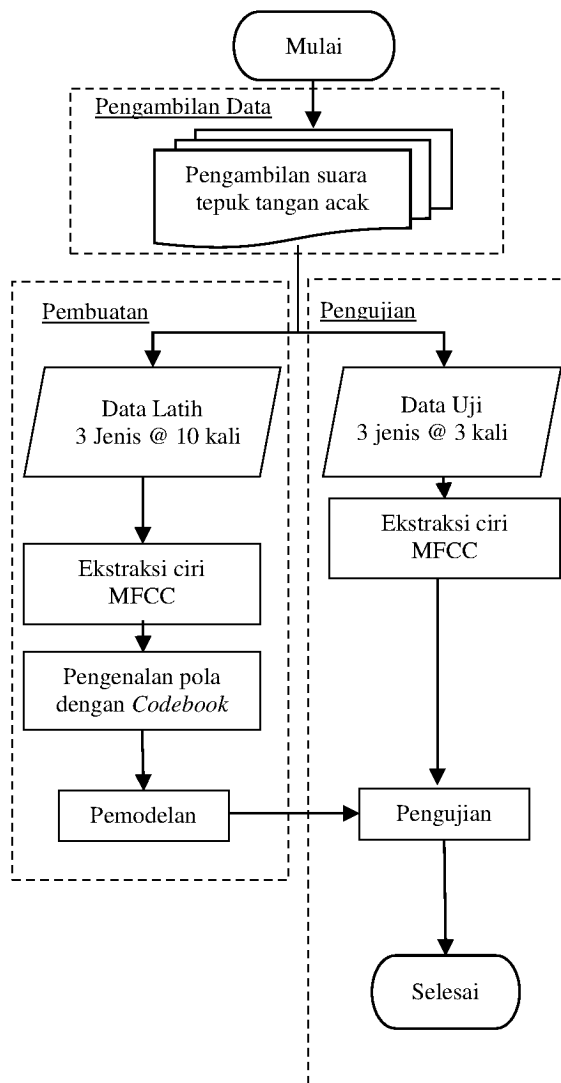 Mulai
Pengambilan Data
Pengambilan suara
tepuk tangan acak
Pembuatan
Data Latih
3 Jenis @ 10 kali
Ekstraksi ciri
MFCC
Pengenalan pola
dengan Codebook
Pemodelan
Pengujian
Data Uji
3 jenis @ 3 kali
Ekstraksi ciri
MFCC
Pengujian
Selesai